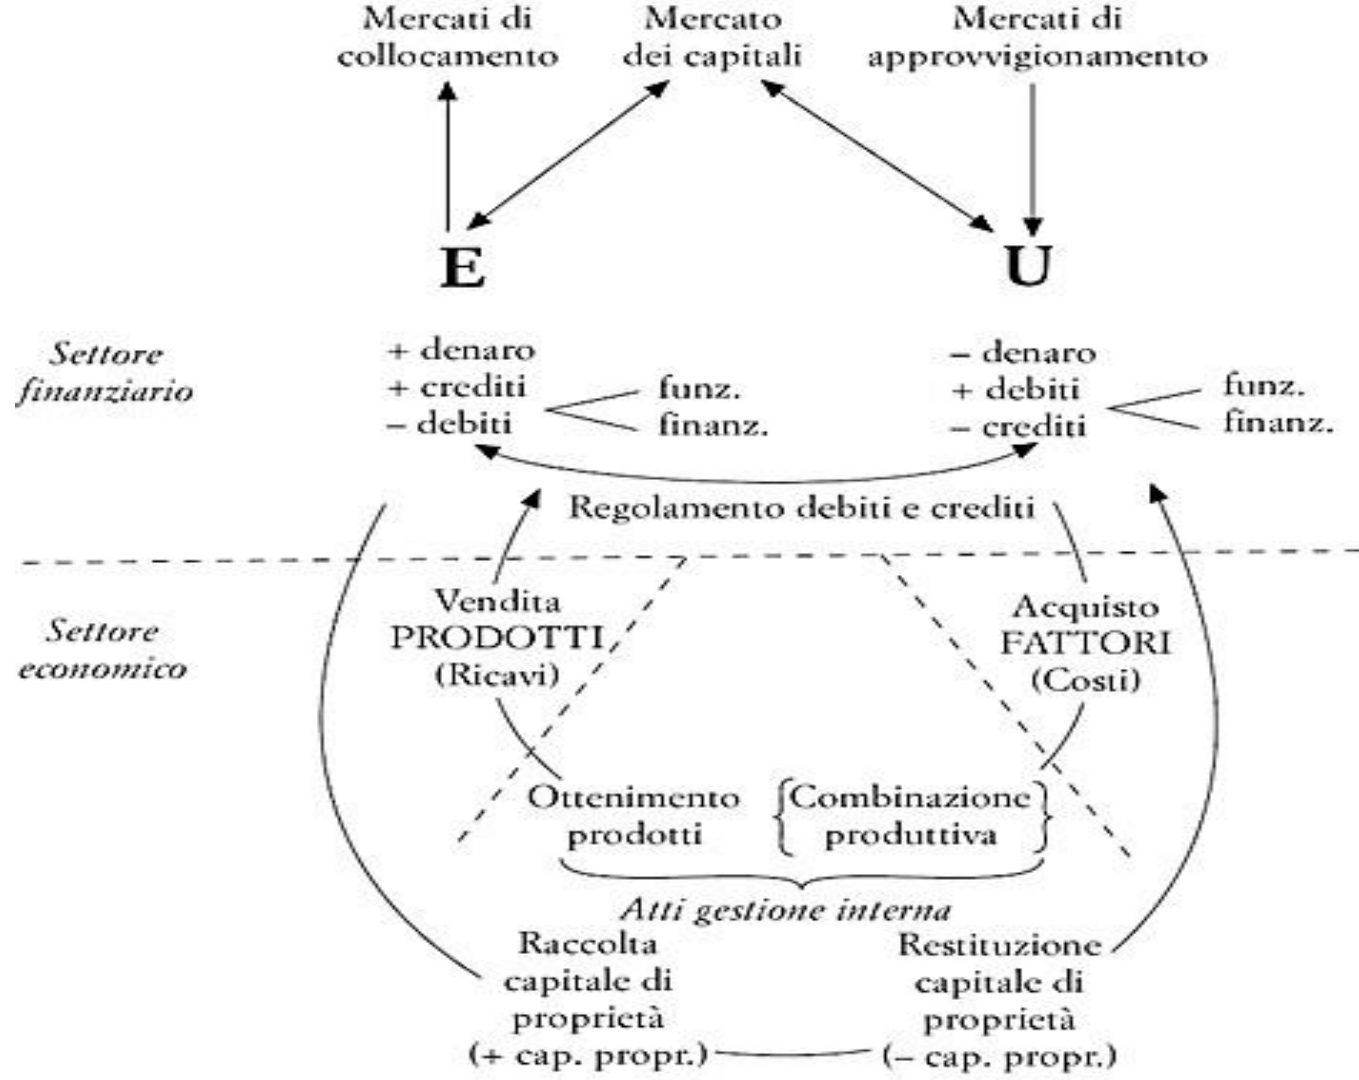 Mercati di
collocamento
Mercato
dei capitali
Mercati di
approvvigionamento
E
U
Settore
finanziario
+ denaro
+ crediti
– debiti
funz.
finanz.
– denaro
+ debiti
– crediti
funz.
finanz.
Regolamento debiti e crediti
Settore
economico
Vendita
PRODOTTI
(Ricavi)
Acquisto
FATTORI
(Costi)
Ottenimento
prodotti
Combinazione
produttiva
Atti gestione interna
Raccolta
capitale di
proprietà
(+ cap. propr.)
Restituzione
capitale di
proprietà
(– cap. propr.)